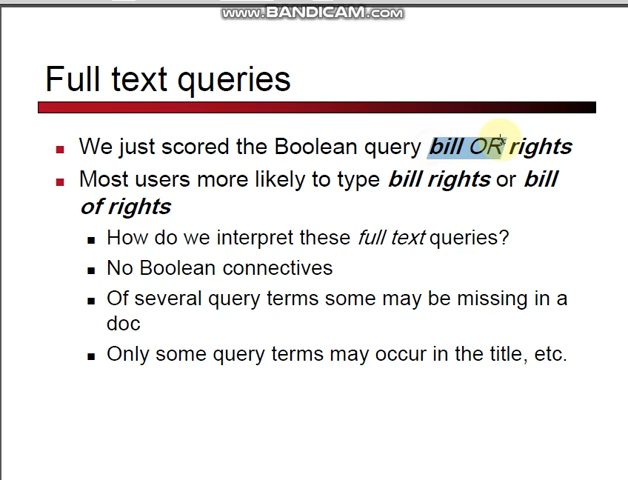 www.BANDICAM.com
Full text queries
▪ We just scored the Boolean query bill OR rights
▪ Most users more likely to type bill rights or bill
of rights
▪ How do we interpret these full text queries?
▪ No Boolean connectives
▪ Of several query terms some may be missing in a
doc
▪ Only some query terms may occur in the title, etc.